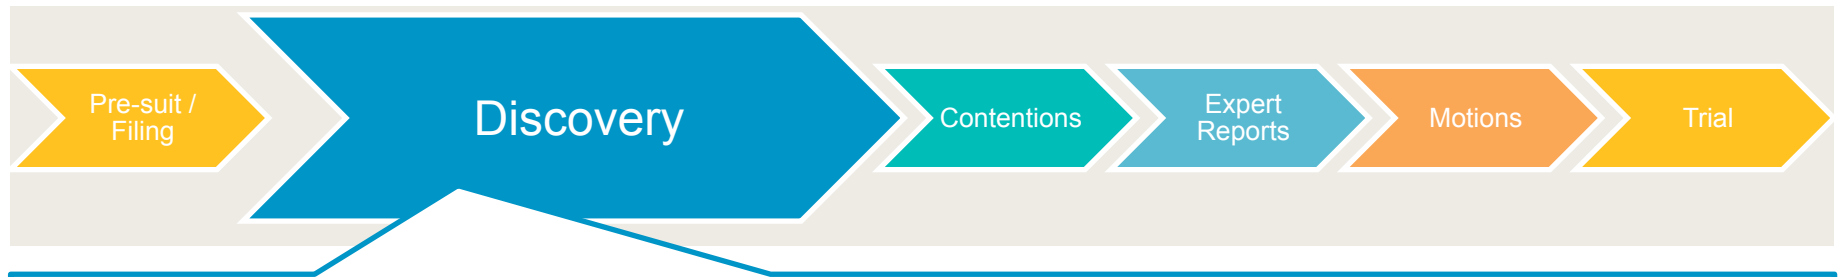 Pre-suit /
Filing
Discovery
Contentions
Expert
Reports
Motions
Trial